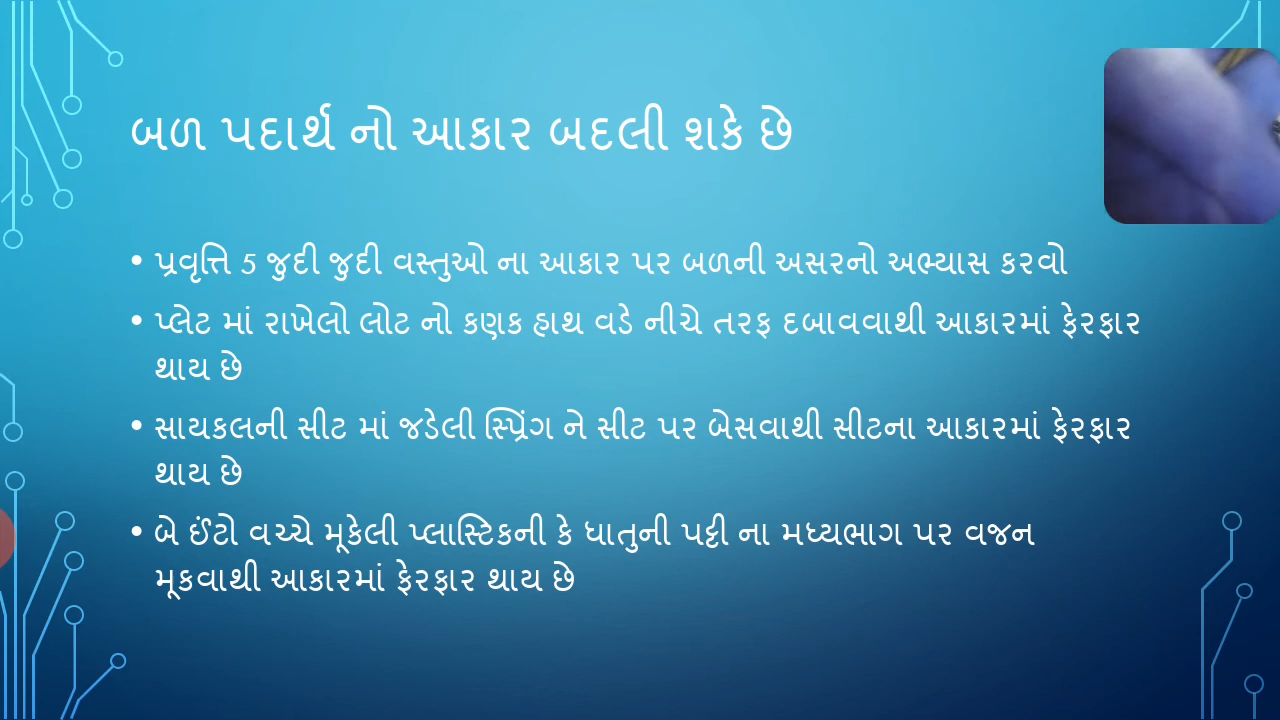 બળ પદાર્થ નો આકાર બદલી શકે છે
• પ્રવૃત્તિ 5 જુદી જુદી વસ્તુઓ ના આકાર પર બળની અસરનો અભ્યાસ કરવો
• પ્લેટ માં રાખેલો લોટ નો કણક હાથ વડે નીચે તરફ દબાવવાથી આકારમાં ફેરફાર
થાય છે
• સાયકલની સીટ માં જડેલી સ્પ્રિંગ ને સીટ પર બેસવાથી સીટના આકારમાં ફેરફાર
થાય છે
• બે ઈંટો વચ્ચે મૂકેલી પ્લાસ્ટિકની કે ધાતુની પટ્ટી ના મધ્યભાગ પર વજન
મૂકવાથી આકારમાં ફેરફાર થાય છે